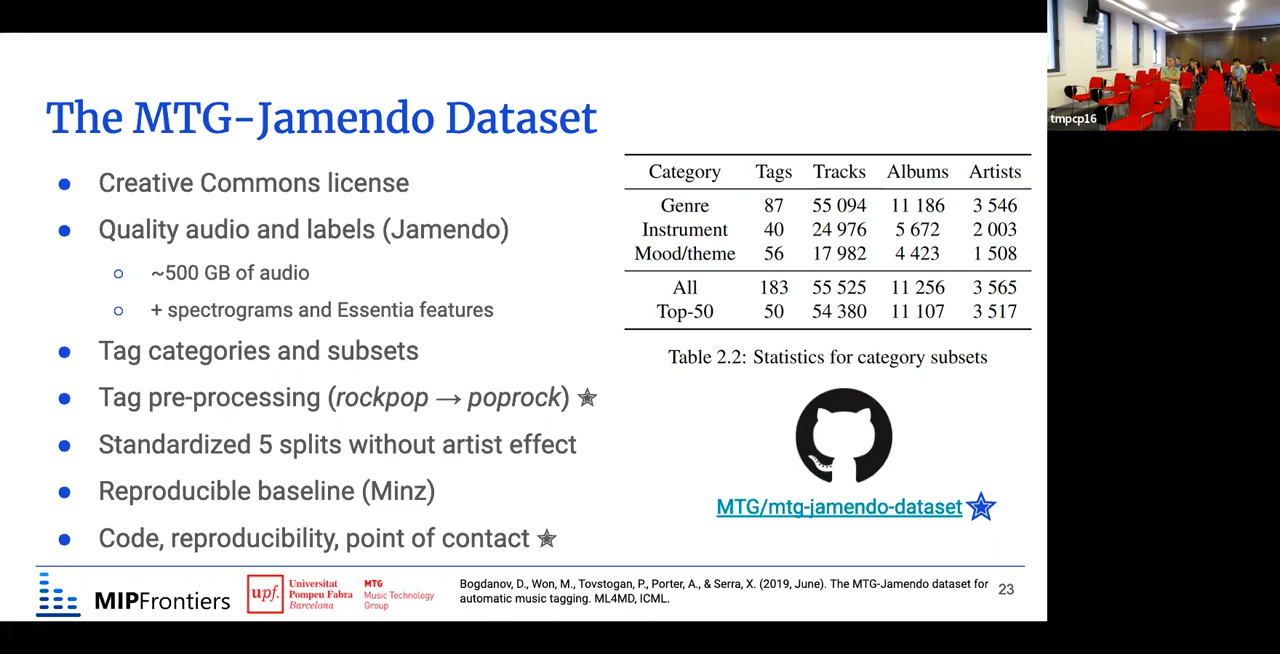 The MTG-Jamendo Dataset
Creative Commons license
Quality audio and labels (Jamendo)
~500 GB of audio
+ spectrograms and Essentia features
Tag categories and subsets
Tag pre-processing (rockpop → poprock)
Standardized 5 splits without artist effect
Reproducible baseline (Minz)
Code, reproducibility, point of contact
Category Tags Tracks Albums Artists
Genre 87 55 094 11 186 3 546
Instrument 40 24 976 5 672 2 003
Mood/theme 56 17 982 4 423 1 508
All 183 55 525 11 256 3 565
Top-50 50 54 380 11 107 3 517
Table 2.2: Statistics for category subsets
MTG/mtg-jamendo-dataset
MIPFrontiers
upf.
Universitat
Pompeu Fabra
Barcelona
MTG
Music Technology
Group
Bogdanov, D., Won, M., Tovstogan, P., Porter, A., & Serra, X. (2019, June). The MTG-Jamendo dataset for
automatic music tagging. ML4MD, ICML.
23
tmpcp16